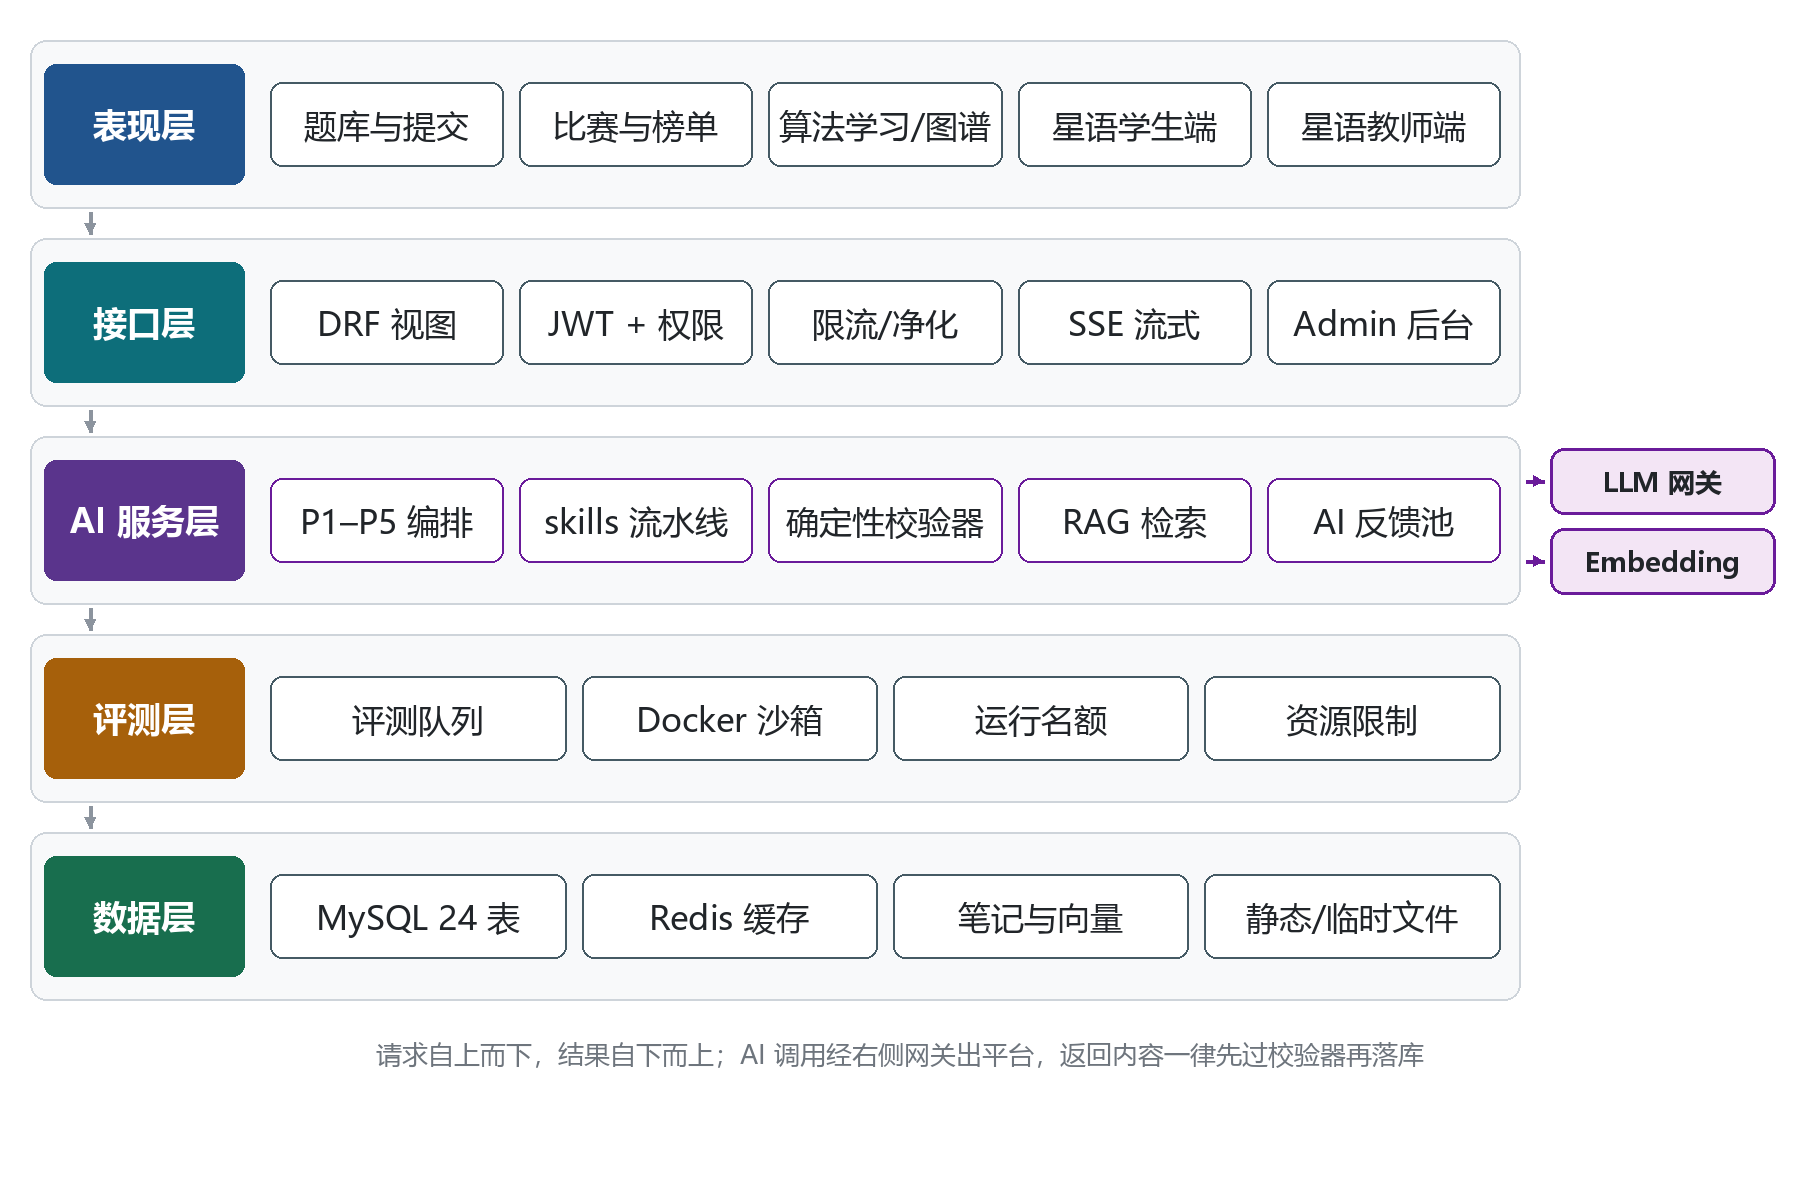 表现层
题库与提交
比赛与榜单
算法学习/图谱
星语学生端
星语教师端
接口层
DRF 视图
JWT + 权限
限流/净化
SSE 流式
Admin 后台
AI 服务层
P1–P5 编排
skills 流水线
确定性校验器
RAG 检索
AI 反馈池
LLM 网关
Embedding
评测层
评测队列
Docker 沙箱
运行名额
资源限制
数据层
MySQL 24 表
Redis 缓存
笔记与向量
静态/临时文件
请求自上而下，结果自下而上；AI 调用经右侧网关出平台，返回内容一律先过校验器再落库